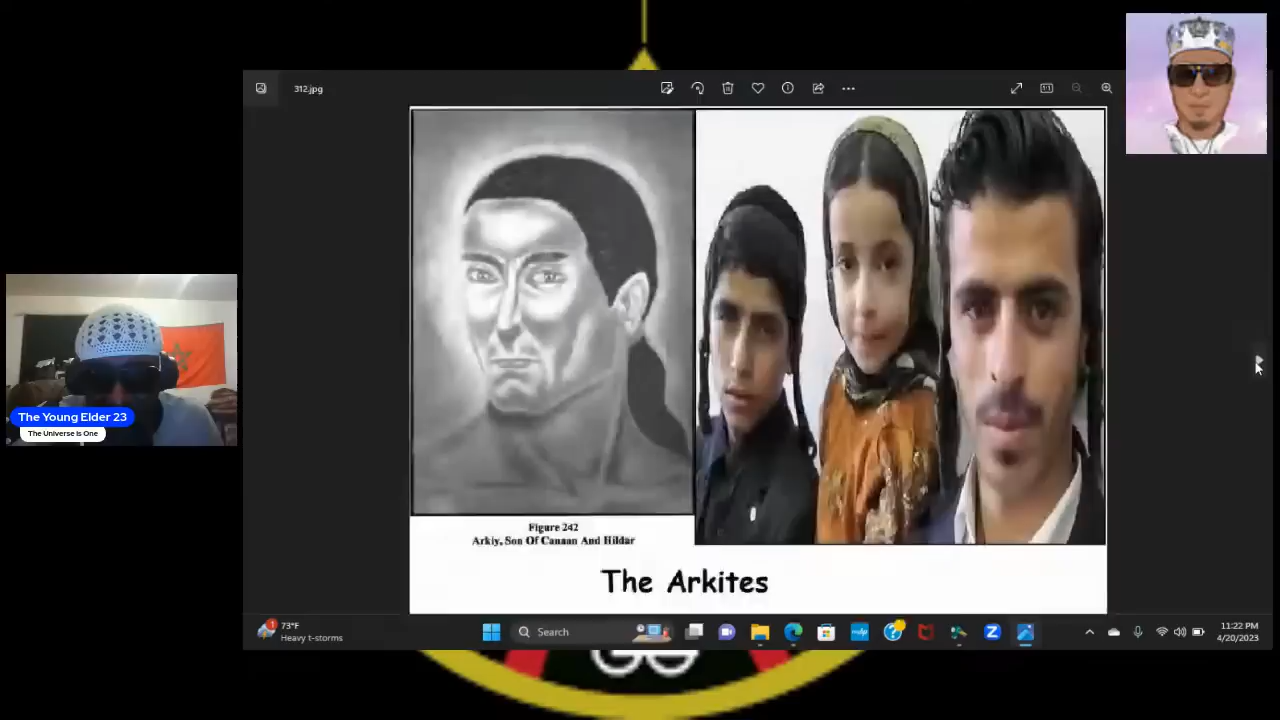 312.jpg
Figure 242
Arkiy, Son Of Canaan And Hildar
The Arkites
The Young Elder 23
The Universe is One
1
73°F
Heavy t-storms
Search
11:22 PM
4/20/2023